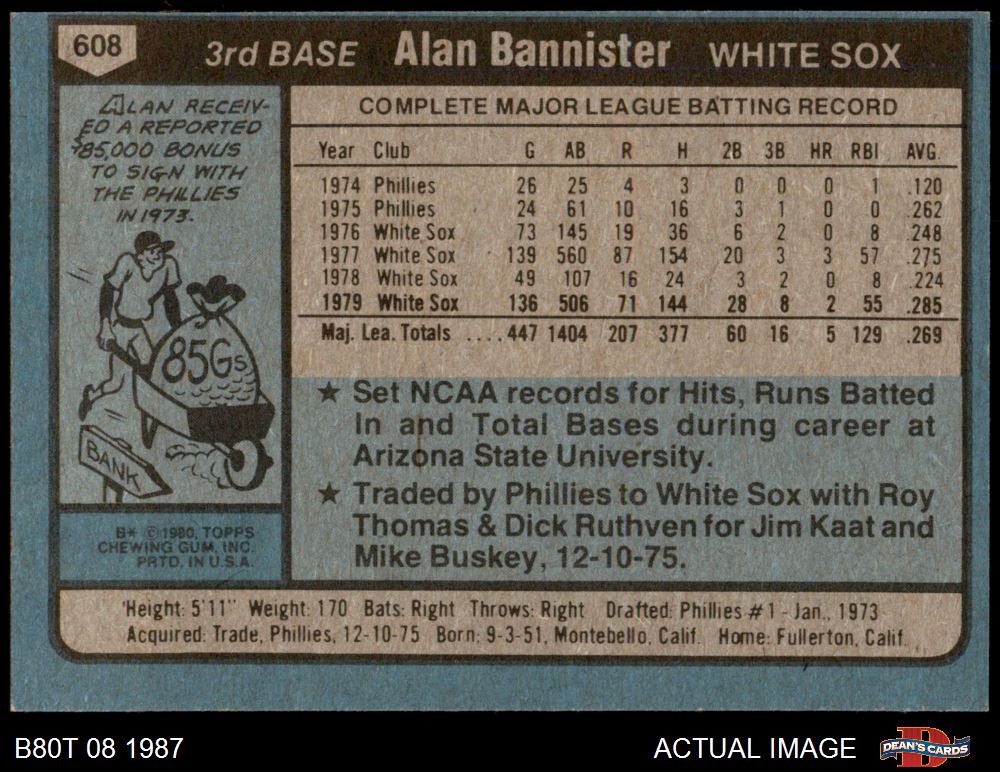 608 3rd BASE Alan Bannister WHITE SOX
ALAN RECEIV-
ED A REPORTED
$85,000 BONUS
TO SIGN WITH
THE PHILLIES
IN 1973.
85Gs
BANK
B* © 1980, TOPPS
CHEWING GUM, INC.
PRTD. IN U.S.A.
COMPLETE MAJOR LEAGUE BATTING RECORD
Year Club G AB R H 2B 3B HR RBI AVG.
1974 Phillies 26 25 4 3 0 0 0 1 .120
1975 Phillies 24 61 10 16 3 1 0 0 .262
1976 White Sox 73 145 19 36 6 2 0 8 .248
1977 White Sox 139 560 87 154 20 3 3 57 .275
1978 White Sox 49 107 16 24 3 2 0 8 .224
1979 White Sox 136 506 71 144 28 8 2 55 .285
Maj. Lea. Totals ....447 1404 207 377 60 16 5 129 .269
★ Set NCAA records for Hits, Runs Batted
In and Total Bases during career at
Arizona State University.
★ Traded by Phillies to White Sox with Roy
Thomas & Dick Ruthven for Jim Kaat and
Mike Buskey, 12-10-75.
Height: 5'11" Weight: 170 Bats: Right Throws: Right Drafted: Phillies #1 - Jan., 1973
Acquired: Trade, Phillies, 12-10-75 Born: 9-3-51, Montebello, Calif. Home: Fullerton, Calif.
B80T 08 1987
ACTUAL IMAGE
D
DEAN'S CARDS